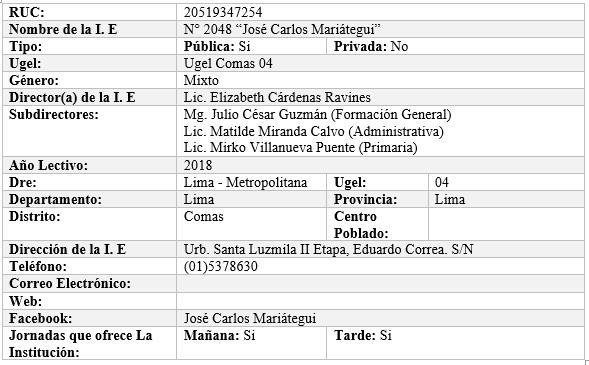 RUC: 20519347254
Nombre de la I. E N° 2048 “José Carlos Mariátegui”
Tipo: Pública: Si Privada: No
Ugel: Ugel Comas 04
Género: Mixto
Director(a) de la I. E Lic. Elizabeth Cárdenas Ravines
Subdirectores: Mg. Julio César Guzmán (Formación General)
Lic. Matilde Miranda Calvo (Administrativa)
Lic. Mirko Villanueva Puente (Primaria)
Año Lectivo: 2018
Dre: Lima - Metropolitana Ugel: 04
Departamento: Lima Provincia: Lima
Distrito: Comas Centro
Poblado:
Dirección de la I. E Urb. Santa Luzmila II Etapa, Eduardo Correa. S/N
Teléfono: (01)5378630
Correo Electrónico:
Web:
Facebook: José Carlos Mariátegui
Jornadas que ofrece La Mañana: Si Tarde: Si
Institución: